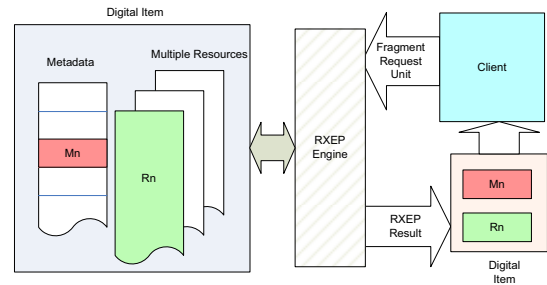 Digital Item
Metadata
Multiple Resources
Mn
Rn
RXEP
Engine
Fragment
Request
Unit
Client
RXEP
Result
Mn
Rn
Digital
Item